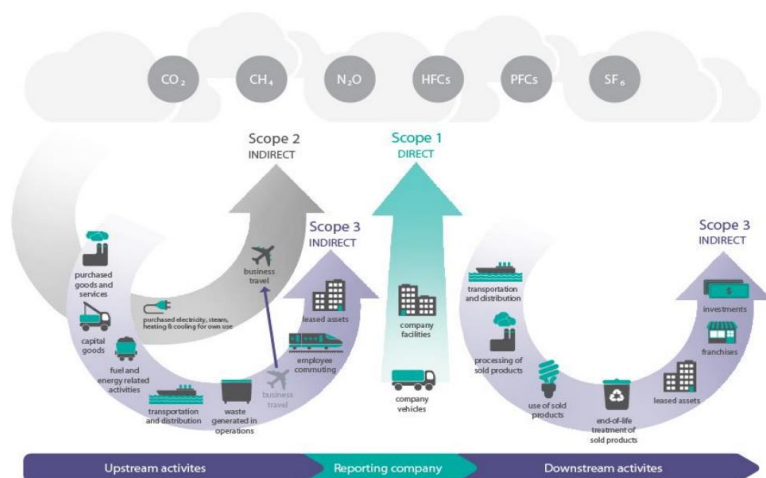 CO₂
CH₄
N₂O
HFCs
PFCs
SF₆
Scope 2
INDIRECT
Scope 1
DIRECT
Scope 3
INDIRECT
Scope 3
INDIRECT
purchased
goods and
services
capital
goods
fuel and
energy related
activities
transportation
and distribution
waste
generated in
operations
business
travel
purchased electricity, steam,
heating & cooling for own use
business
travel
employee
commuting
leased assets
company
facilities
company
vehicles
transportation
and distribution
processing of
sold products
use of sold
products
end-of-life
treatment of
sold products
leased assets
franchises
investments
$
Upstream activites
Reporting company
Downstream activites